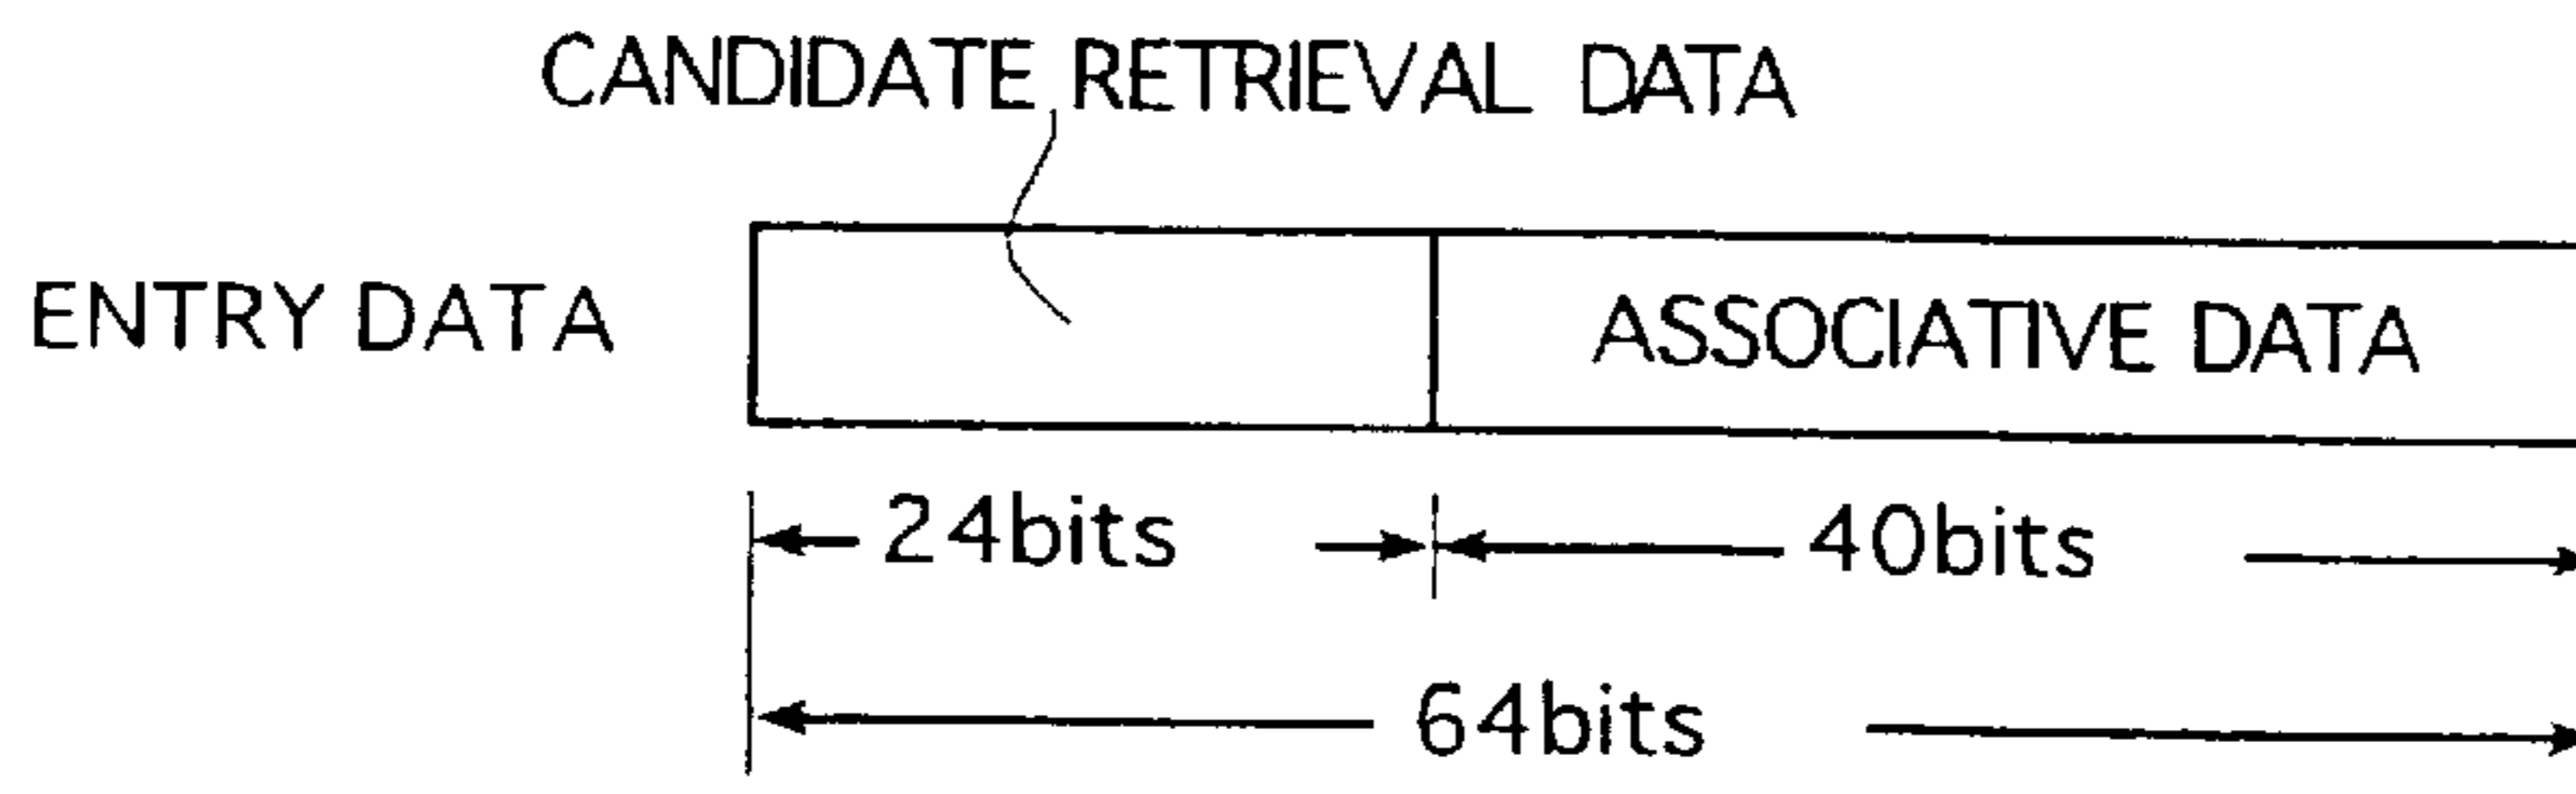 CANDIDATE RETRIEVAL DATA
ENTRY DATA
ASSOCIATIVE DATA
24bits
40bits
64bits